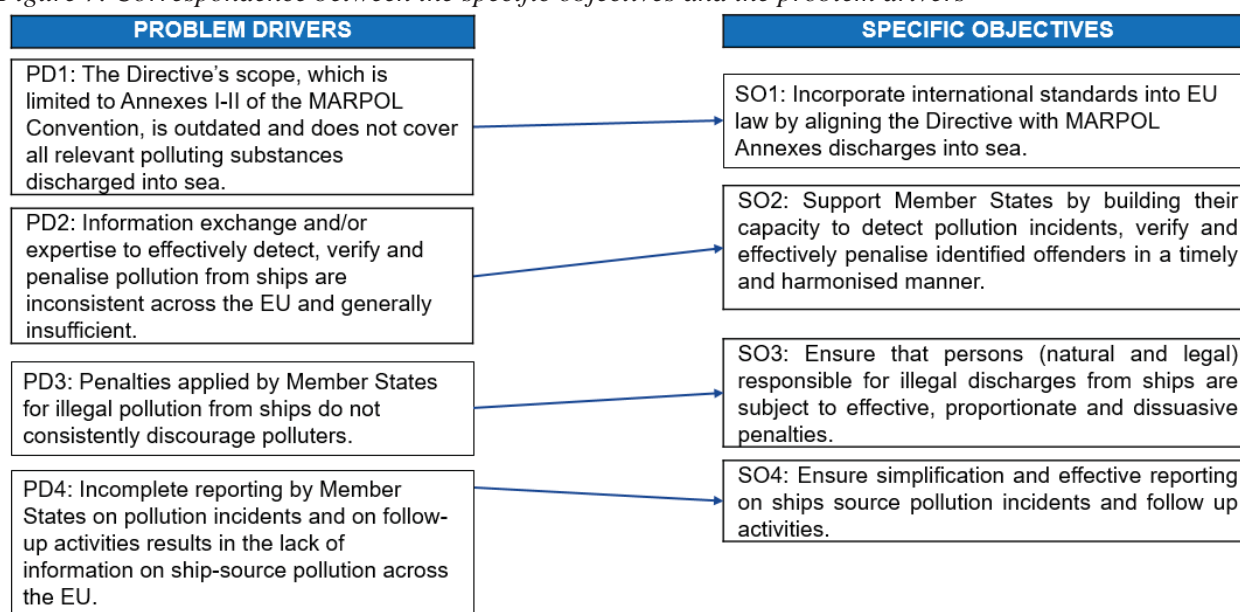 PROBLEM DRIVERS
PD1: The Directive's scope, which is
limited to Annexes I-II of the MARPOL
Convention, is outdated and does not cover
all relevant polluting substances
discharged into sea.
PD2: Information exchange and/or
expertise to effectively detect, verify and
penalise pollution from ships are
inconsistent across the EU and generally
insufficient.
PD3: Penalties applied by Member States
for illegal pollution from ships do not
consistently discourage polluters.
PD4: Incomplete reporting by Member
States on pollution incidents and on follow-
up activities results in the lack of
information on ship-source pollution across
the EU.
SPECIFIC OBJECTIVES
SO1: Incorporate international standards into EU
law by aligning the Directive with MARPOL
Annexes discharges into sea.
SO2: Support Member States by building their
capacity to detect pollution incidents, verify and
effectively penalise identified offenders in a timely
and harmonised manner.
SO3: Ensure that persons (natural and legal)
responsible for illegal discharges from ships are
subject to effective, proportionate and dissuasive
penalties.
SO4: Ensure simplification and effective reporting
on ships source pollution incidents and follow up
activities.